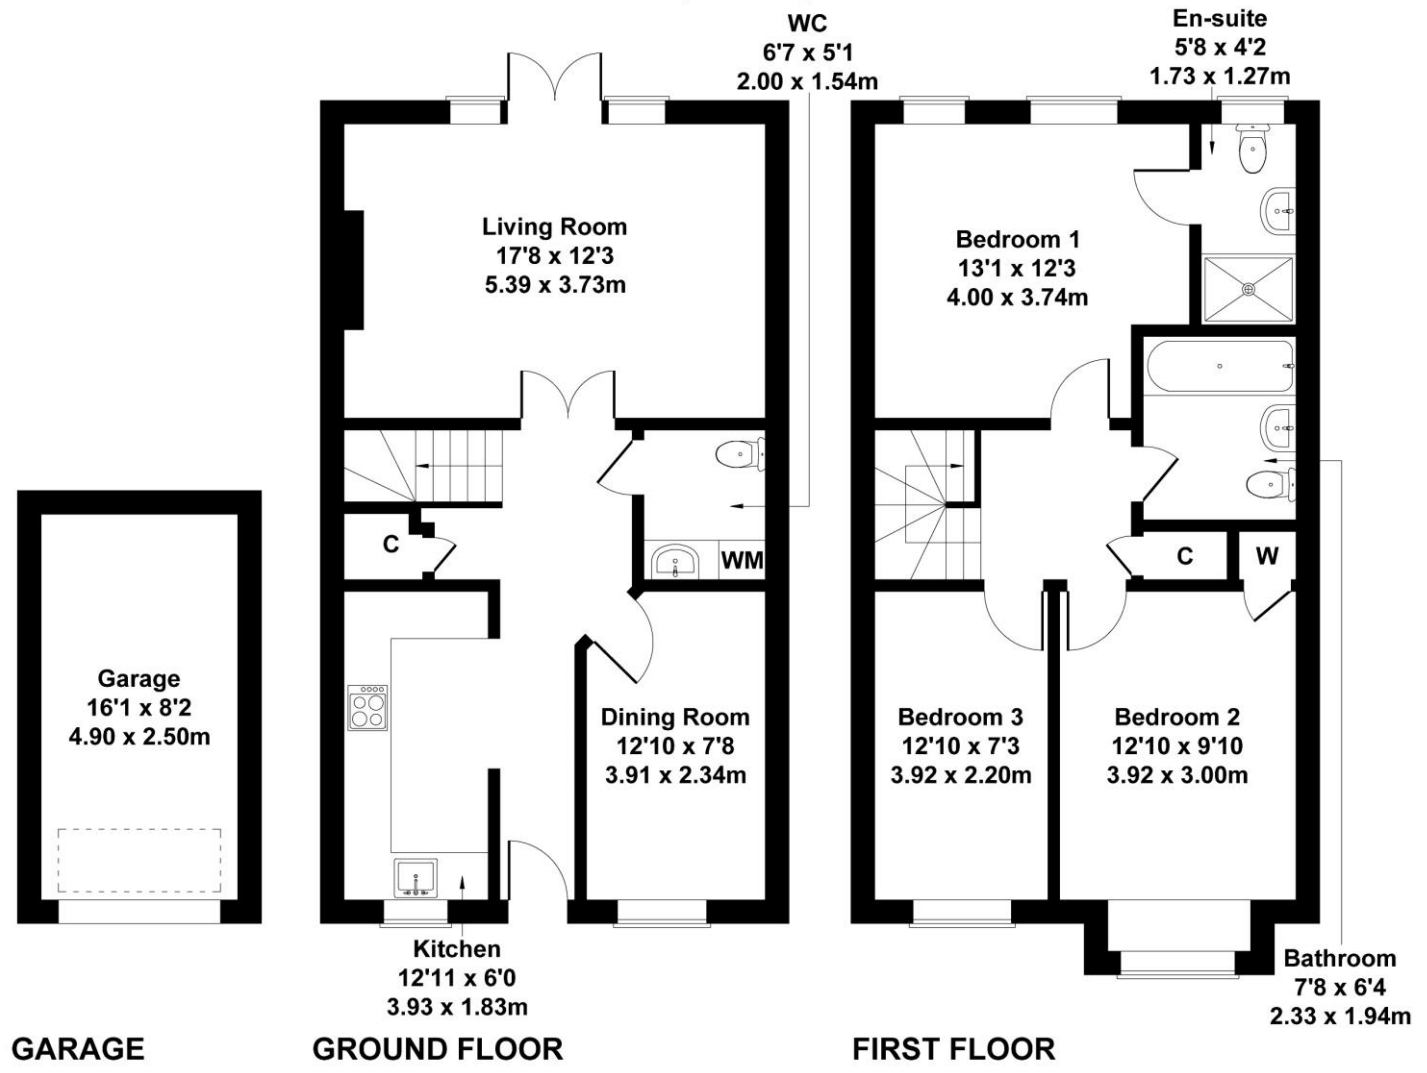 WC
6'7 x 5'1
2.00 x 1.54m
En-suite
5'8 x 4'2
1.73 x 1.27m
Living Room
17'8 x 12'3
5.39 x 3.73m
Bedroom 1
13'1 x 12'3
4.00 x 3.74m
C
WM
C
W
Garage
16'1 x 8'2
4.90 x 2.50m
Dining Room
12'10 x 7'8
3.91 x 2.34m
Bedroom 3
12'10 x 7'3
3.92 x 2.20m
Bedroom 2
12'10 x 9'10
3.92 x 3.00m
Kitchen
12'11 x 6'0
3.93 x 1.83m
Bathroom
7'8 x 6'4
2.33 x 1.94m
GARAGE
GROUND FLOOR
FIRST FLOOR